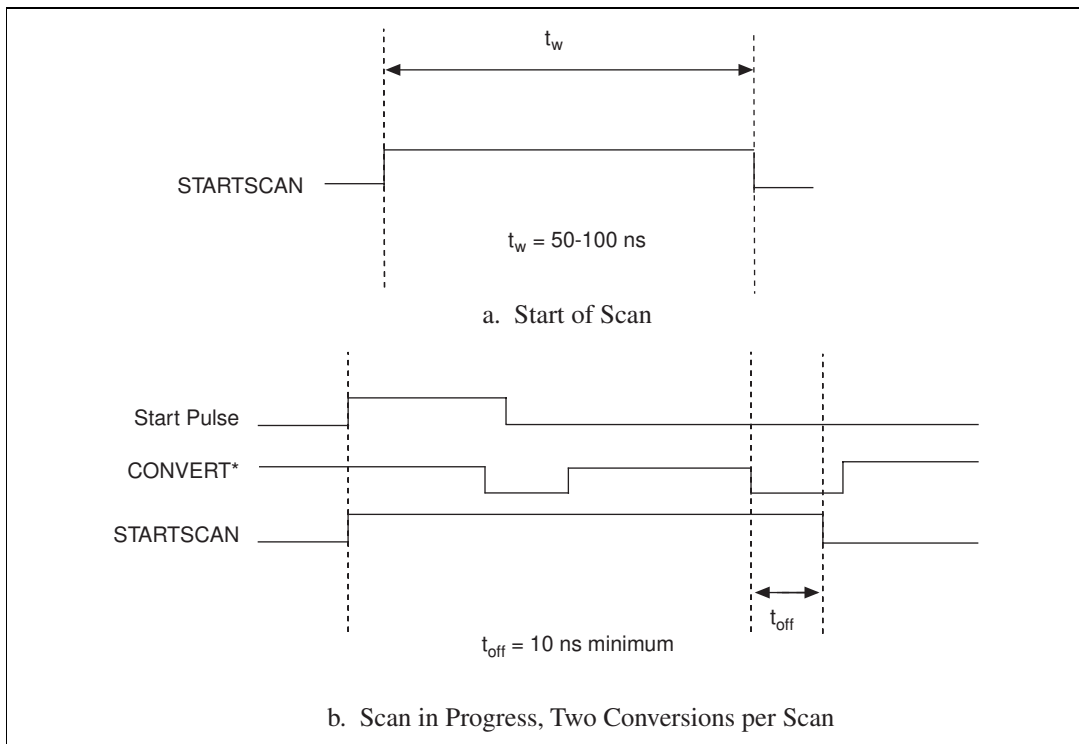 t_w
STARTSCAN
t_w = 50-100 ns
a. Start of Scan
Start Pulse
CONVERT*
STARTSCAN
t_off
t_off = 10 ns minimum
b. Scan in Progress, Two Conversions per Scan